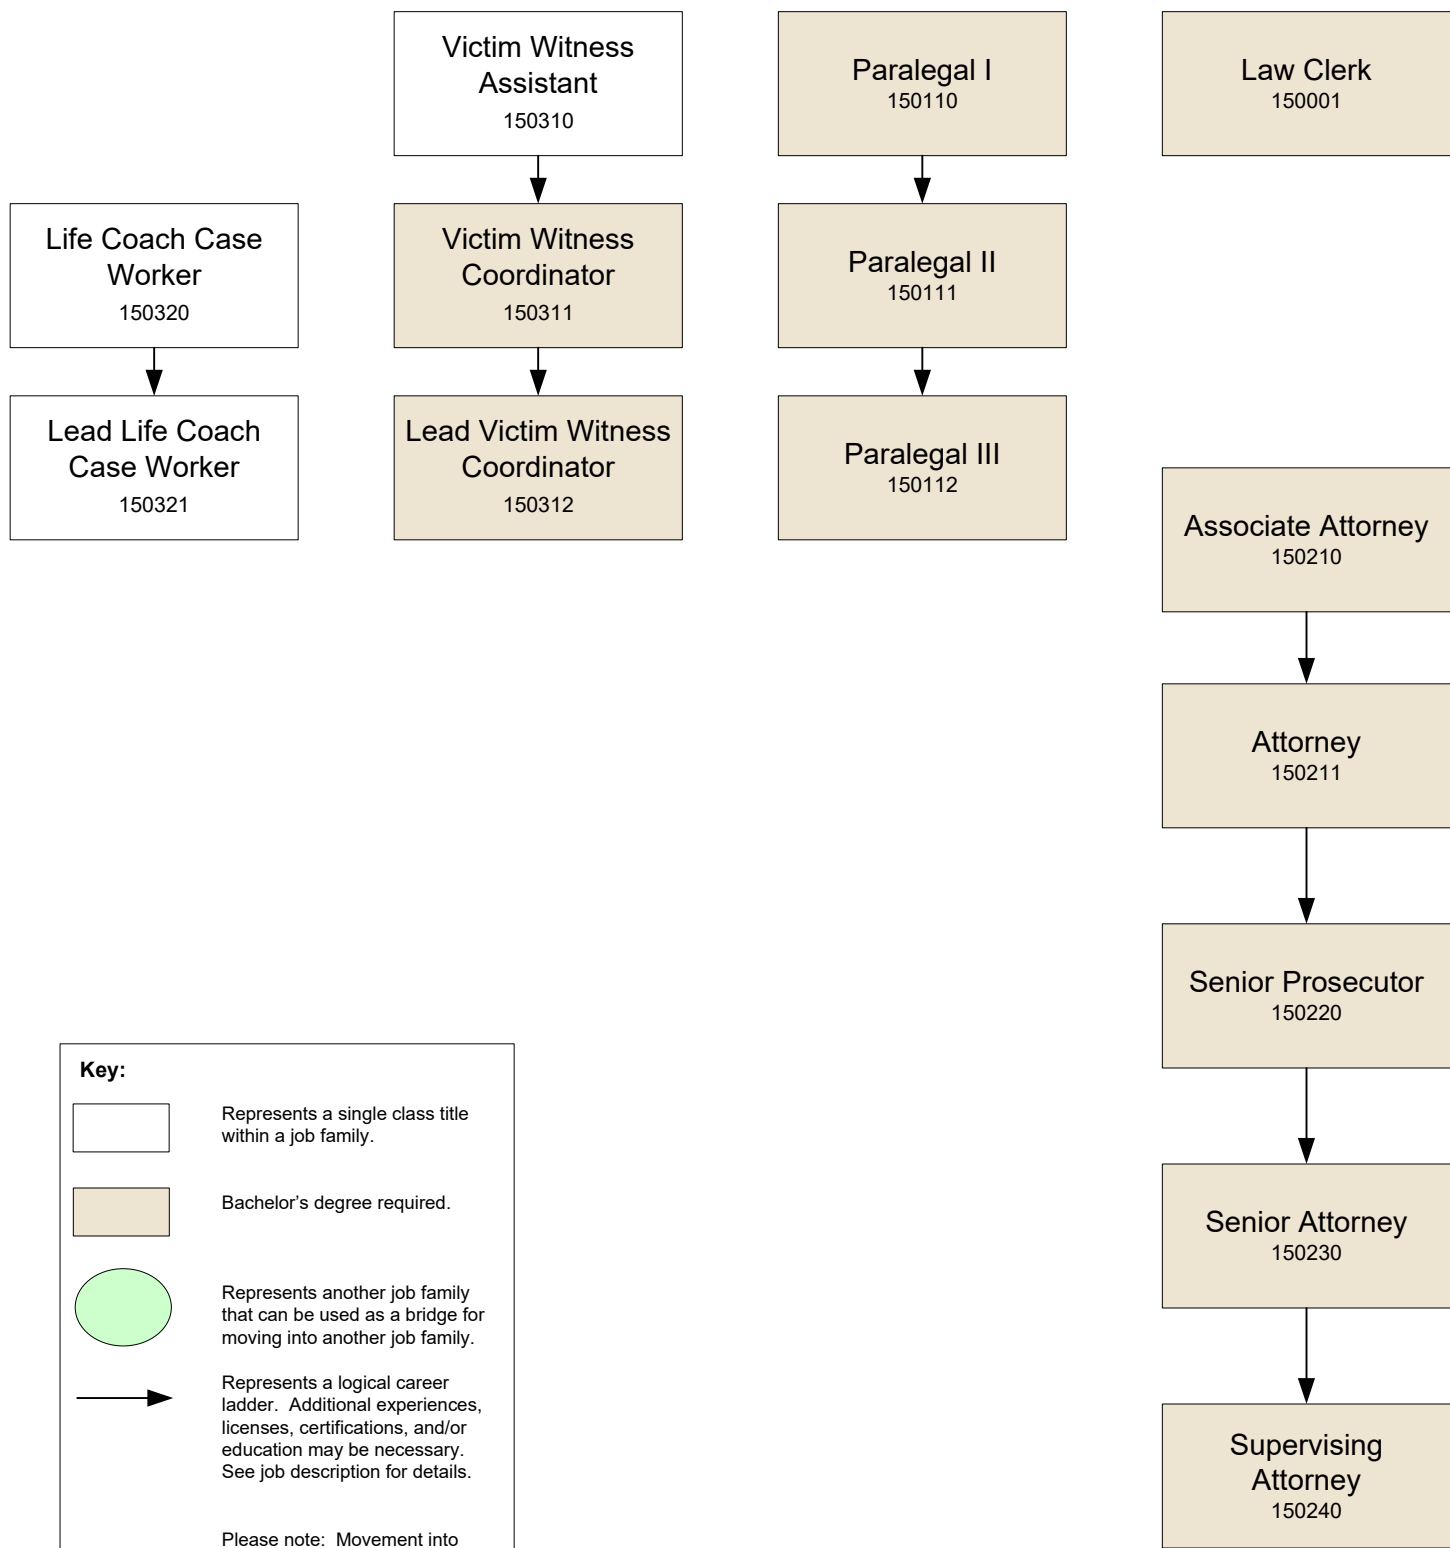 Victim Witness
Assistant
150310
Paralegal I
150110
Law Clerk
150001
Life Coach Case
Worker
150320
Victim Witness
Coordinator
150311
Paralegal II
150111
Lead Life Coach
Case Worker
150321
Lead Victim Witness
Coordinator
150312
Paralegal III
150112
Associate Attorney
150210
Attorney
150211
Senior Prosecutor
150220
Senior Attorney
150230
Supervising
Attorney
150240
Key:
Represents a single class title
within a job family.
Bachelor’s degree required.
Represents another job family
that can be used as a bridge for
moving into another job family.
Represents a logical career
ladder.  Additional experiences,
licenses, certifications, and/or
education may be necessary.
See job description for details.
Please note:  Movement into